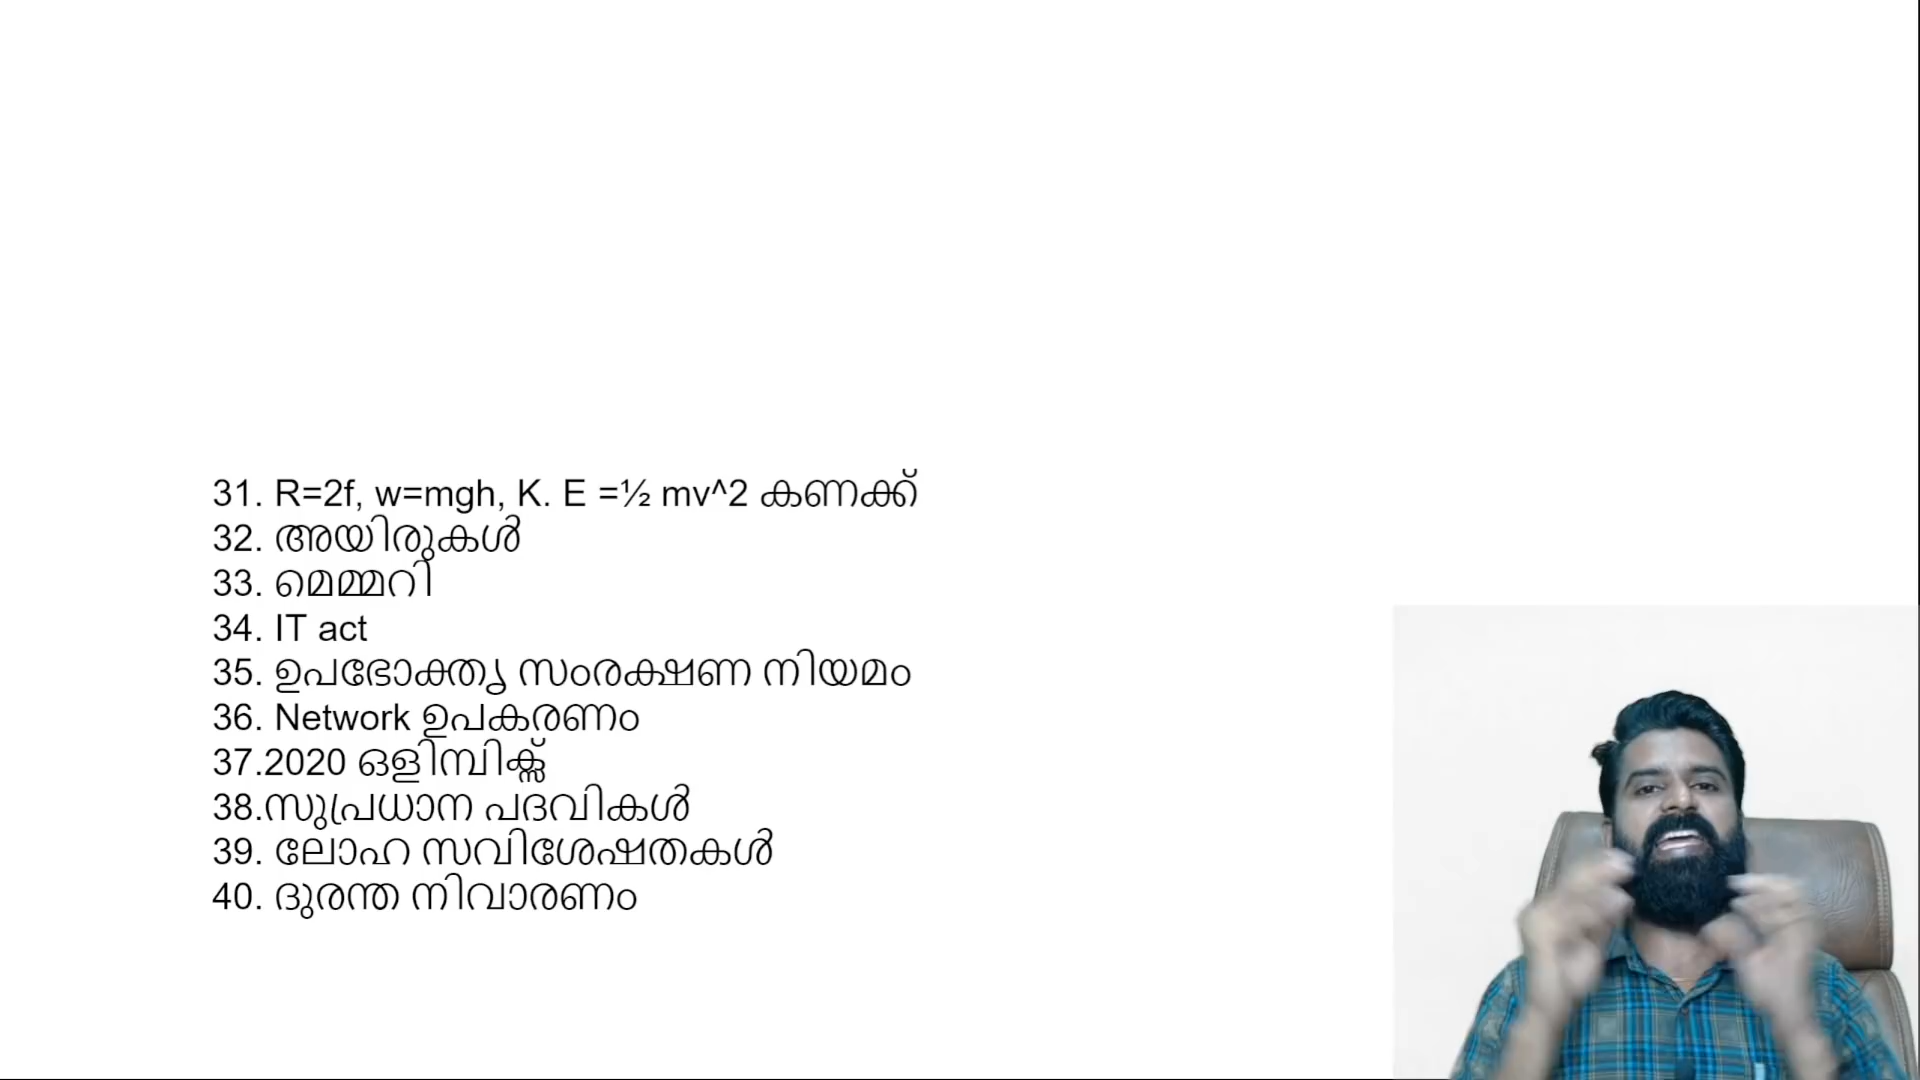 31. R=2f, w=mgh, K. E =½ mv^2 കണക്ക്
32. അയിരുകൾ
33. മെമ്മറി
34. IT act
35. ഉപഭോക്തൃ സംരക്ഷണ നിയമം
36. Network ഉപകരണം
37.2020 ഒളിമ്പിക്സ്
38.സുപ്രധാന പദവികൾ
39. ലോഹ സവിശേഷതകൾ
40. ദുരന്ത നിവാരണം